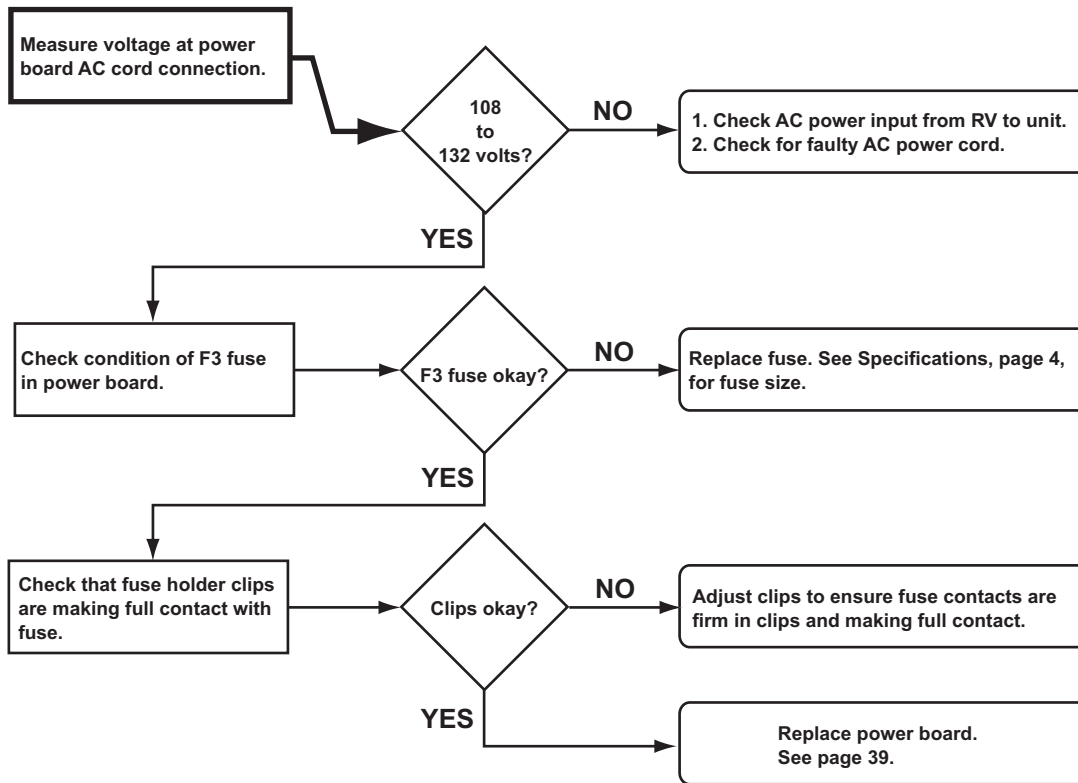 Measure voltage at power
board AC cord connection.
108
to
132 volts?
NO
1. Check AC power input from RV to unit.
2. Check for faulty AC power cord.
YES
Check condition of F3 fuse
in power board.
F3 fuse okay?
NO
Replace fuse. See Specifications, page 4,
for fuse size.
YES
Check that fuse holder clips
are making full contact with
fuse.
Clips okay?
NO
Adjust clips to ensure fuse contacts are
firm in clips and making full contact.
YES
Replace power board.
See page 39.